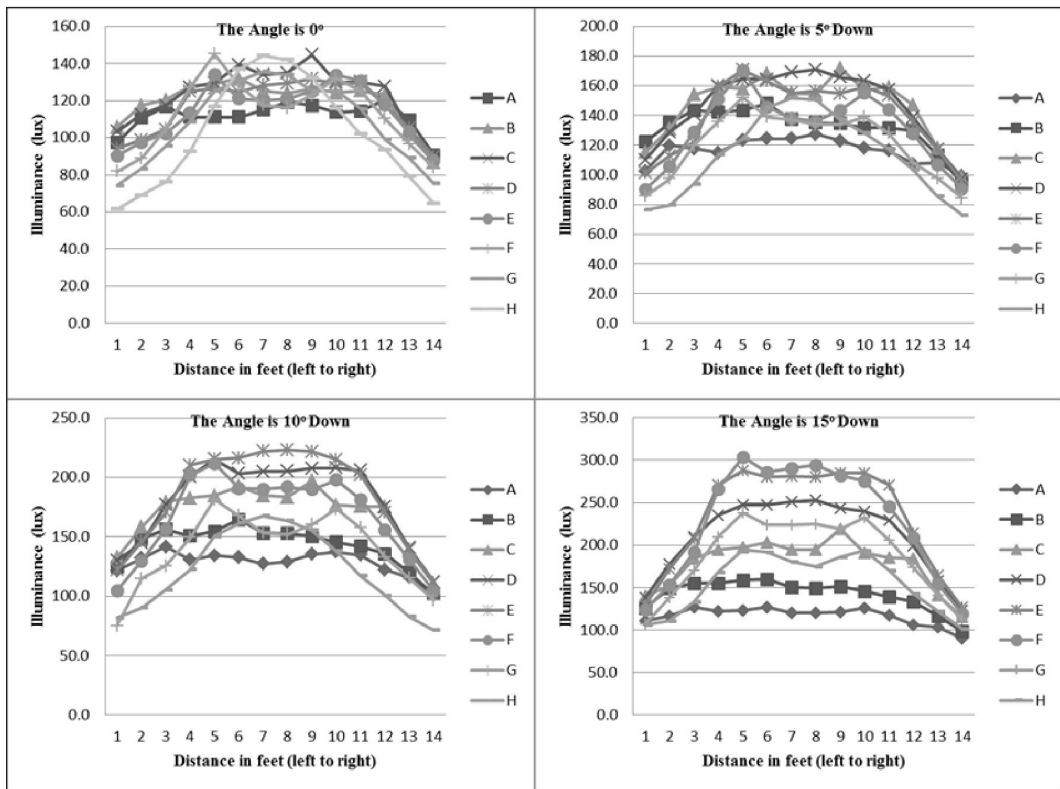 The Angle is 0°
160.0
140.0
120.0
100.0
80.0
60.0
40.0
20.0
0.0
Illuminance (lux)
1 2 3 4 5 6 7 8 9 10 11 12 13 14
Distance in feet (left to right)
A
B
C
D
E
F
G
H
The Angle is 5° Down
200.0
180.0
160.0
140.0
120.0
100.0
80.0
60.0
40.0
20.0
0.0
Illuminance (lux)
1 2 3 4 5 6 7 8 9 10 11 12 13 14
Distance in feet (left to right)
A
B
C
D
E
F
G
H
The Angle is 10° Down
250.0
200.0
150.0
100.0
50.0
0.0
Illuminance (lux)
1 2 3 4 5 6 7 8 9 10 11 12 13 14
Distance in feet (left to right)
A
B
C
D
E
F
G
H
The Angle is 15° Down
350.0
300.0
250.0
200.0
150.0
100.0
50.0
0.0
Illuminance (lux)
1 2 3 4 5 6 7 8 9 10 11 12 13 14
Distance in feet (left to right)
A
B
C
D
E
F
G
H